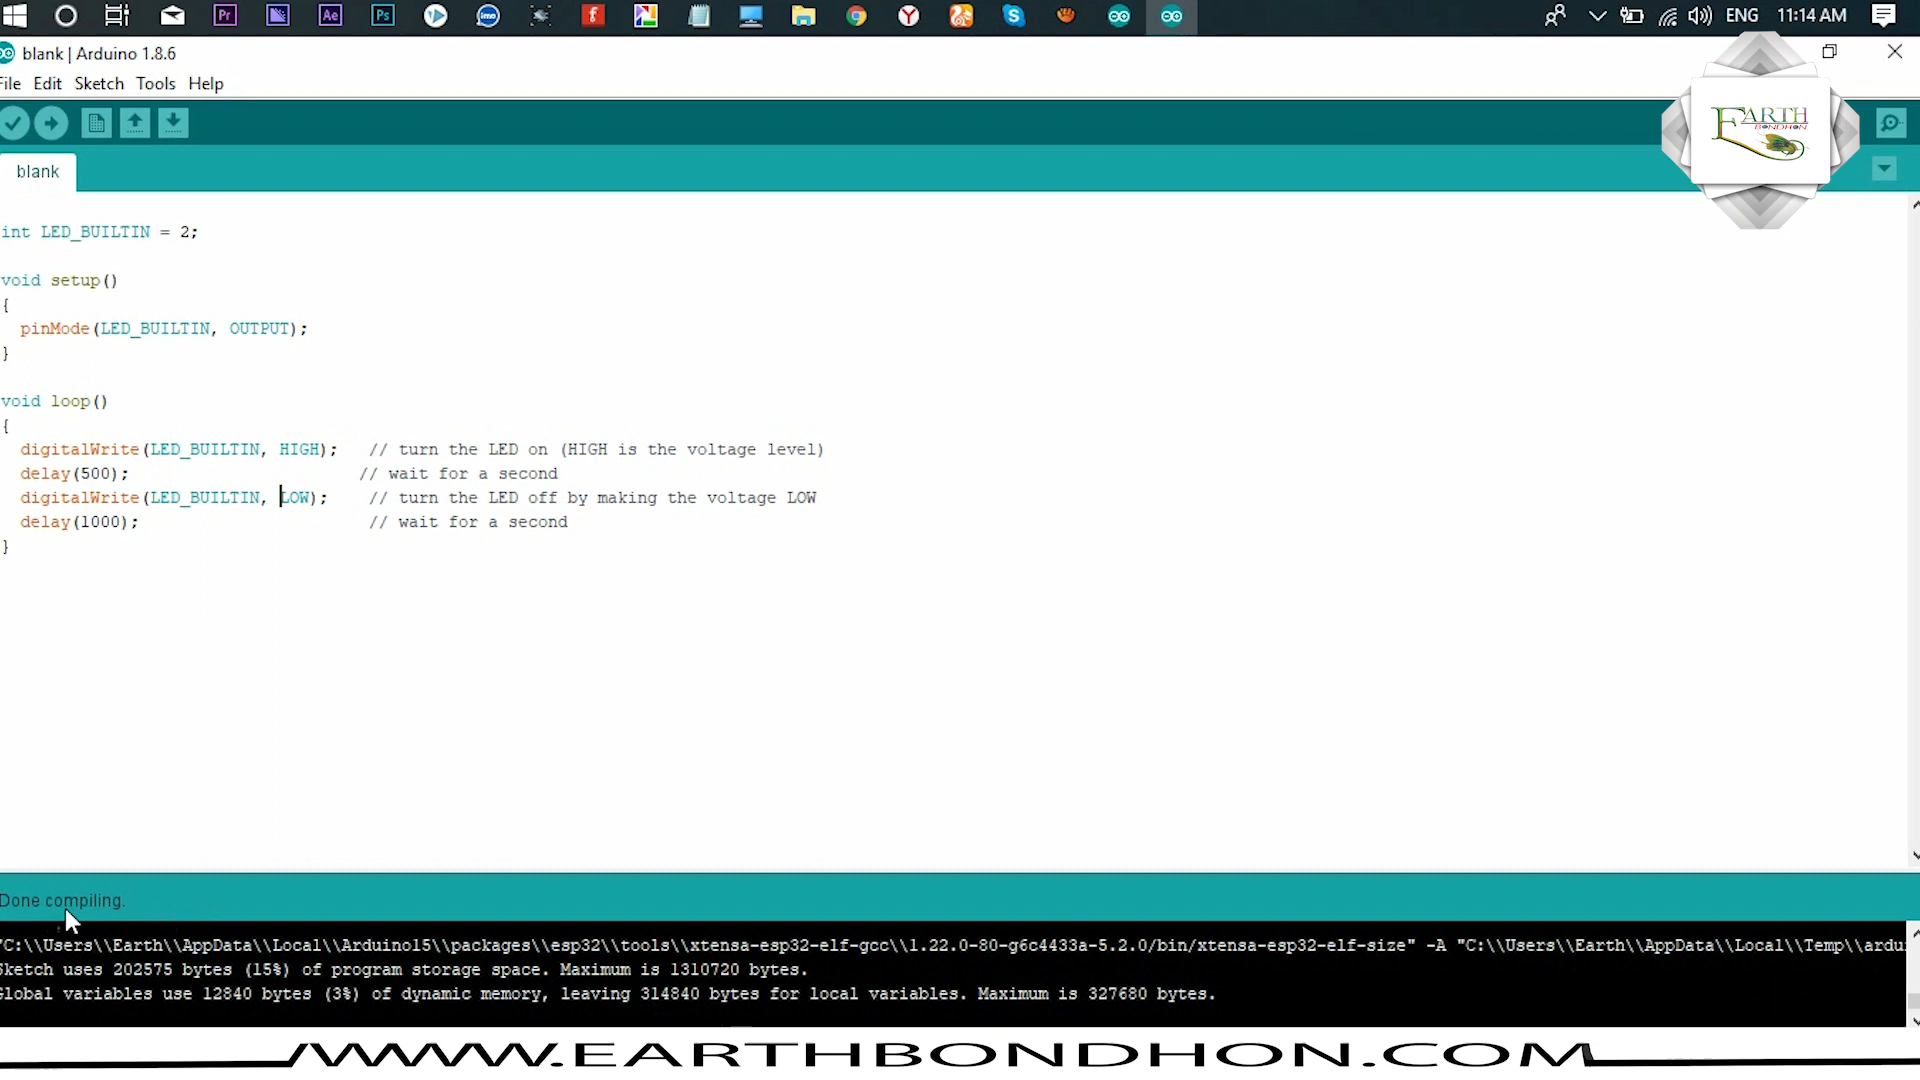 Pr
Ae
Ps
imo
ENG
11:14 AM
blank | Arduino 1.8.6
File Edit Sketch Tools Help
EARTH
BONDHON
blank
int LED_BUILTIN = 2;
void setup()
{
pinMode(LED_BUILTIN, OUTPUT);
}
void loop()
{
digitalWrite(LED_BUILTIN, HIGH);   // turn the LED on (HIGH is the voltage level)
delay(500);                       // wait for a second
digitalWrite(LED_BUILTIN, LOW);    // turn the LED off by making the voltage LOW
delay(1000);                       // wait for a second
}
Done compiling.
"C:\\Users\\Earth\\AppData\\Local\\Arduino15\\packages\\esp32\\tools\\xtensa-esp32-elf-gcc\\1.22.0-80-g6c4433a-5.2.0/bin/xtensa-esp32-elf-size" -A "C:\\Users\\Earth\\AppData\\Local\\Temp\\ardu
Sketch uses 202575 bytes (15%) of program storage space. Maximum is 1310720 bytes.
Global variables use 12840 bytes (3%) of dynamic memory, leaving 314840 bytes for local variables. Maximum is 327680 bytes.
WWW.EARTHBONDHON.COM